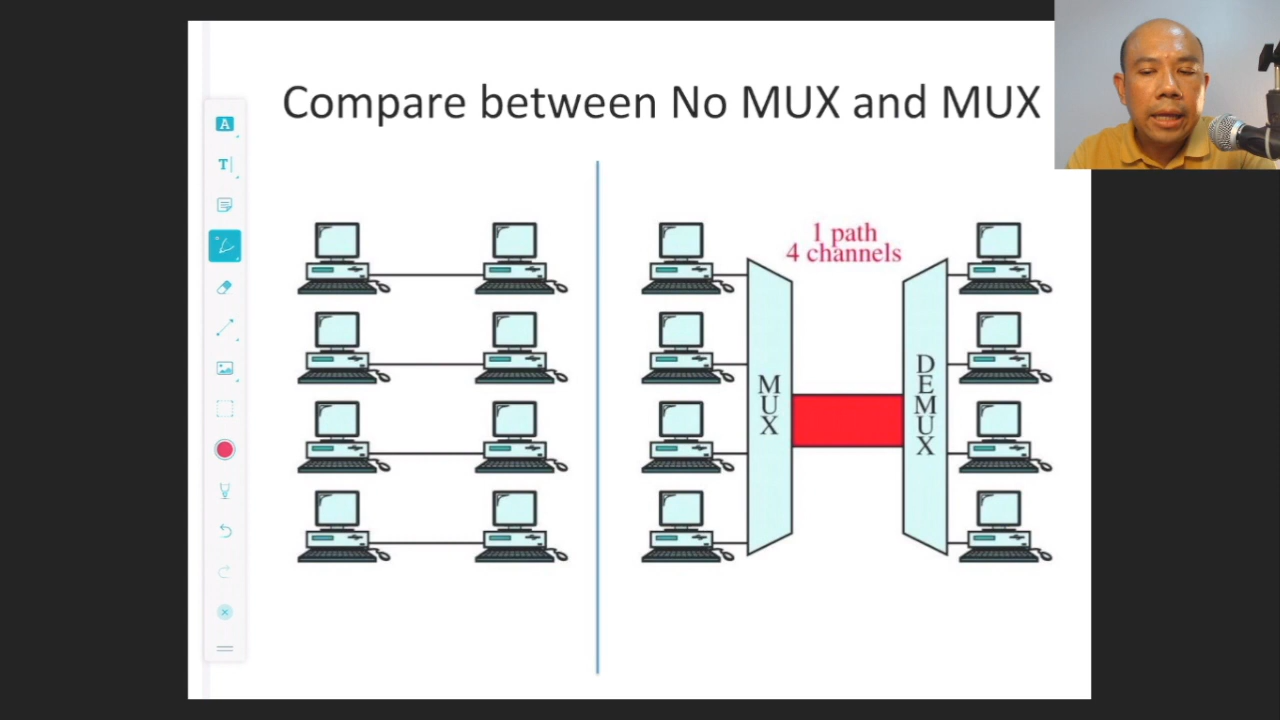 Compare between No MUX and MUX
A
T
1 path
4 channels
MUX
DEMUX